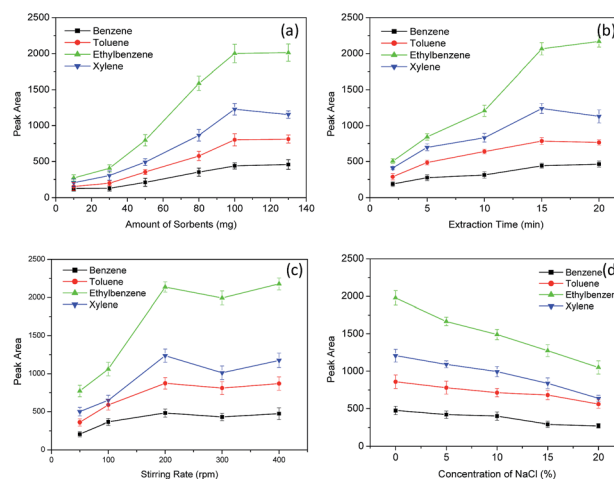 (a)
Benzene
Toluene
Ethylbenzene
Xylene
2500
2000
1500
1000
500
0
Peak Area
0 20 40 60 80 100 120 140
Amount of Sorbents (mg)
(b)
Benzene
Toluene
Ethylbenzene
Xylene
2500
2000
1500
1000
500
0
Peak Area
5 10 15 20
Extraction Time (min)
(c)
Benzene
Toluene
Ethylbenzene
Xylene
2500
2000
1500
1000
500
0
Peak Area
100 200 300 400
Stirring Rate (rpm)
(d
Benzene
Toluene
Ethylbenzene
Xylene
2500
2000
1500
1000
500
0
Peak Area
0 5 10 15 20
Concentration of NaCl (%)